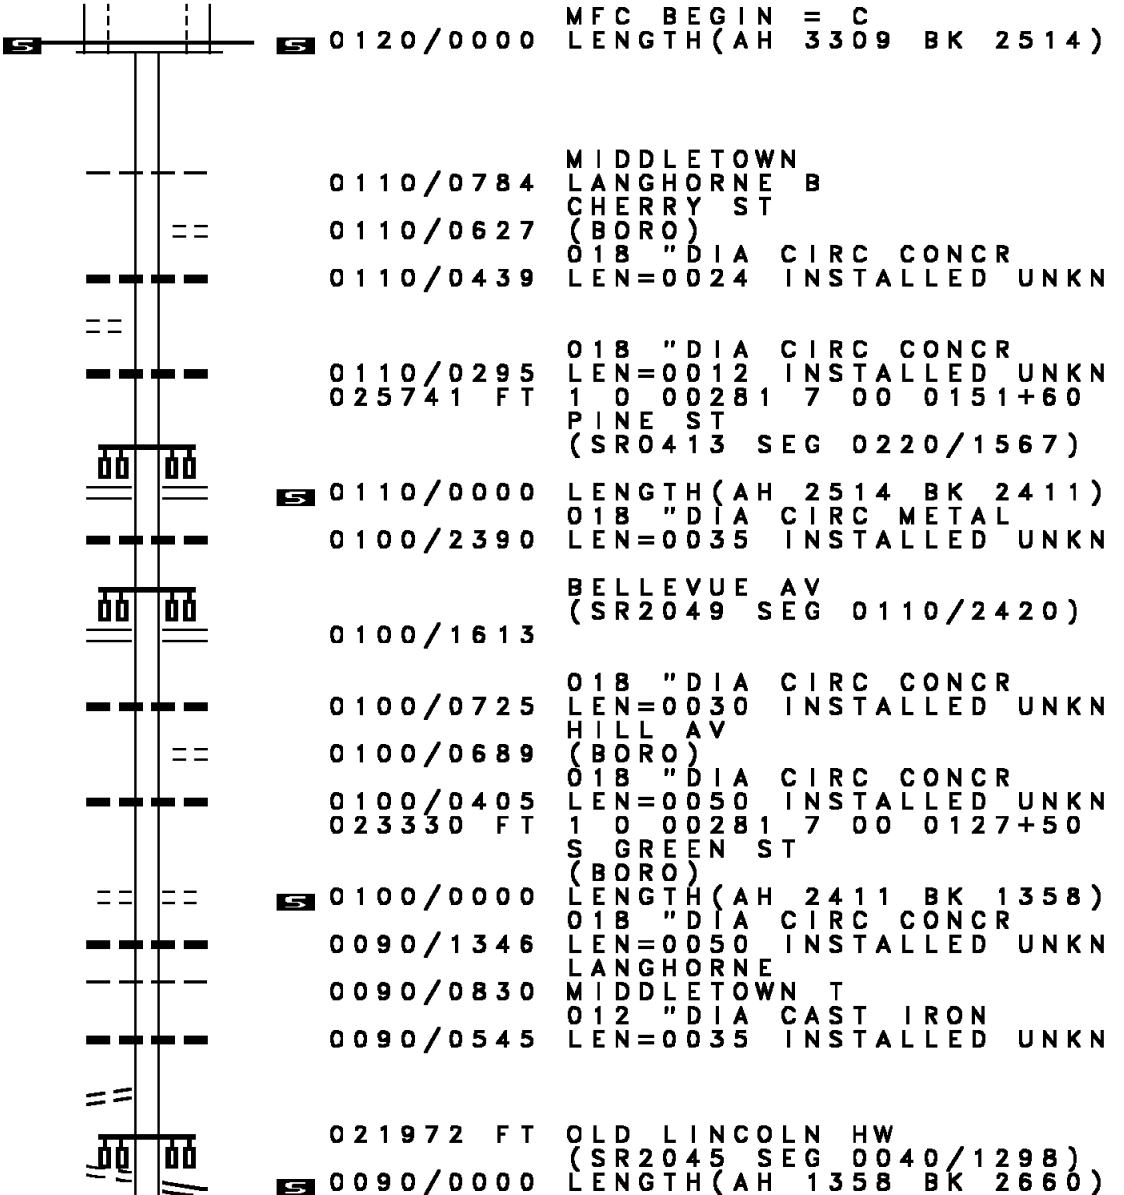 MFC BEGIN = C
S S 0120/0000 LENGTH(AH 3309 BK 2514)
MIDDLETOWN
0110/0784 LANGHORNE B
CHERRY ST
0110/0627 (BORO)
018 "DIA CIRC CONCR
0110/0439 LEN=0024 INSTALLED UNKN
018 "DIA CIRC CONCR
0110/0295 LEN=0012 INSTALLED UNKN
025741 FT 1 0 00281 7 00 0151+60
PINE ST
(SR0413 SEG 0220/1567)
S 0110/0000 LENGTH(AH 2514 BK 2411)
018 "DIA CIRC METAL
0100/2390 LEN=0035 INSTALLED UNKN
BELLEVUE AV
(SR2049 SEG 0110/2420)
0100/1613
018 "DIA CIRC CONCR
0100/0725 LEN=0030 INSTALLED UNKN
HILL AV
0100/0689 (BORO)
018 "DIA CIRC CONCR
0100/0405 LEN=0050 INSTALLED UNKN
023330 FT 1 0 00281 7 00 0127+50
S GREEN ST
(BORO)
S 0100/0000 LENGTH(AH 2411 BK 1358)
018 "DIA CIRC CONCR
0090/1346 LEN=0050 INSTALLED UNKN
LANGHORNE
0090/0830 MIDDLETOWN T
012 "DIA CAST IRON
0090/0545 LEN=0035 INSTALLED UNKN
021972 FT OLD LINCOLN HW
(SR2045 SEG 0040/1298)
S 0090/0000 LENGTH(AH 1358 BK 2660)